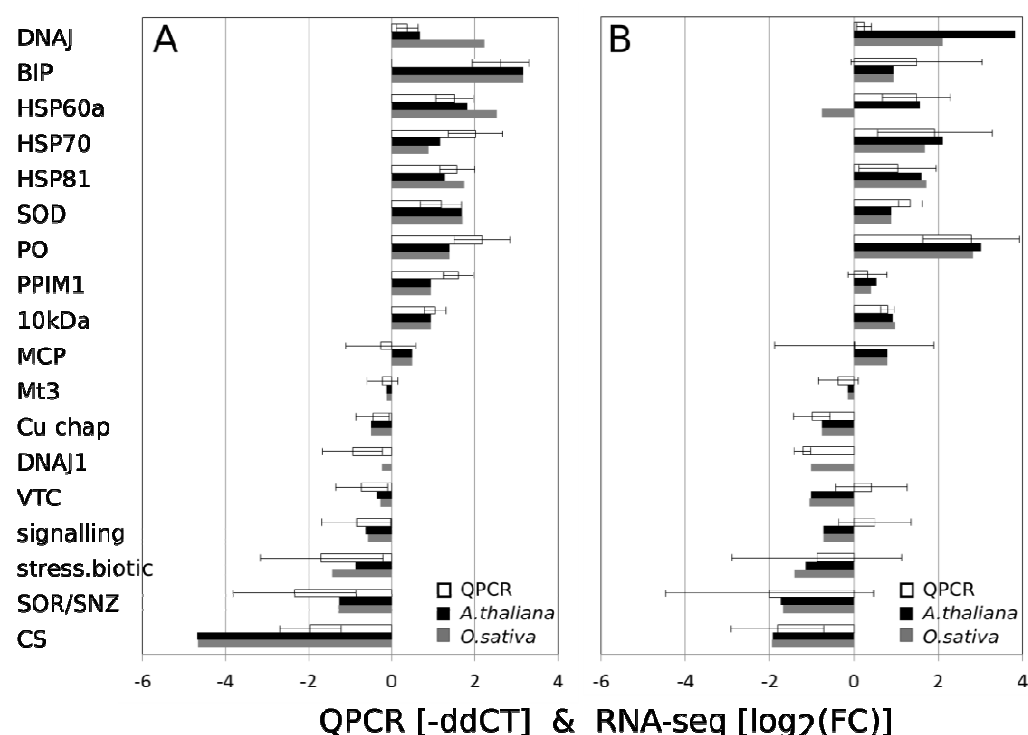 A
B
DNAJ
BIP
HSP60a
HSP70
HSP81
SOD
PO
PPIM1
10kDa
MCP
Mt3
Cu chap
DNAJ1
VTC
signalling
stress.biotic
SOR/SNZ
CS
QPCR
A.thaliana
O.sativa
QPCR
A.thaliana
O.sativa
-6 -4 -2 0 2 4
-6 -4 -2 0 2 4
QPCR [-ddCT] & RNA-seq [log2(FC)]